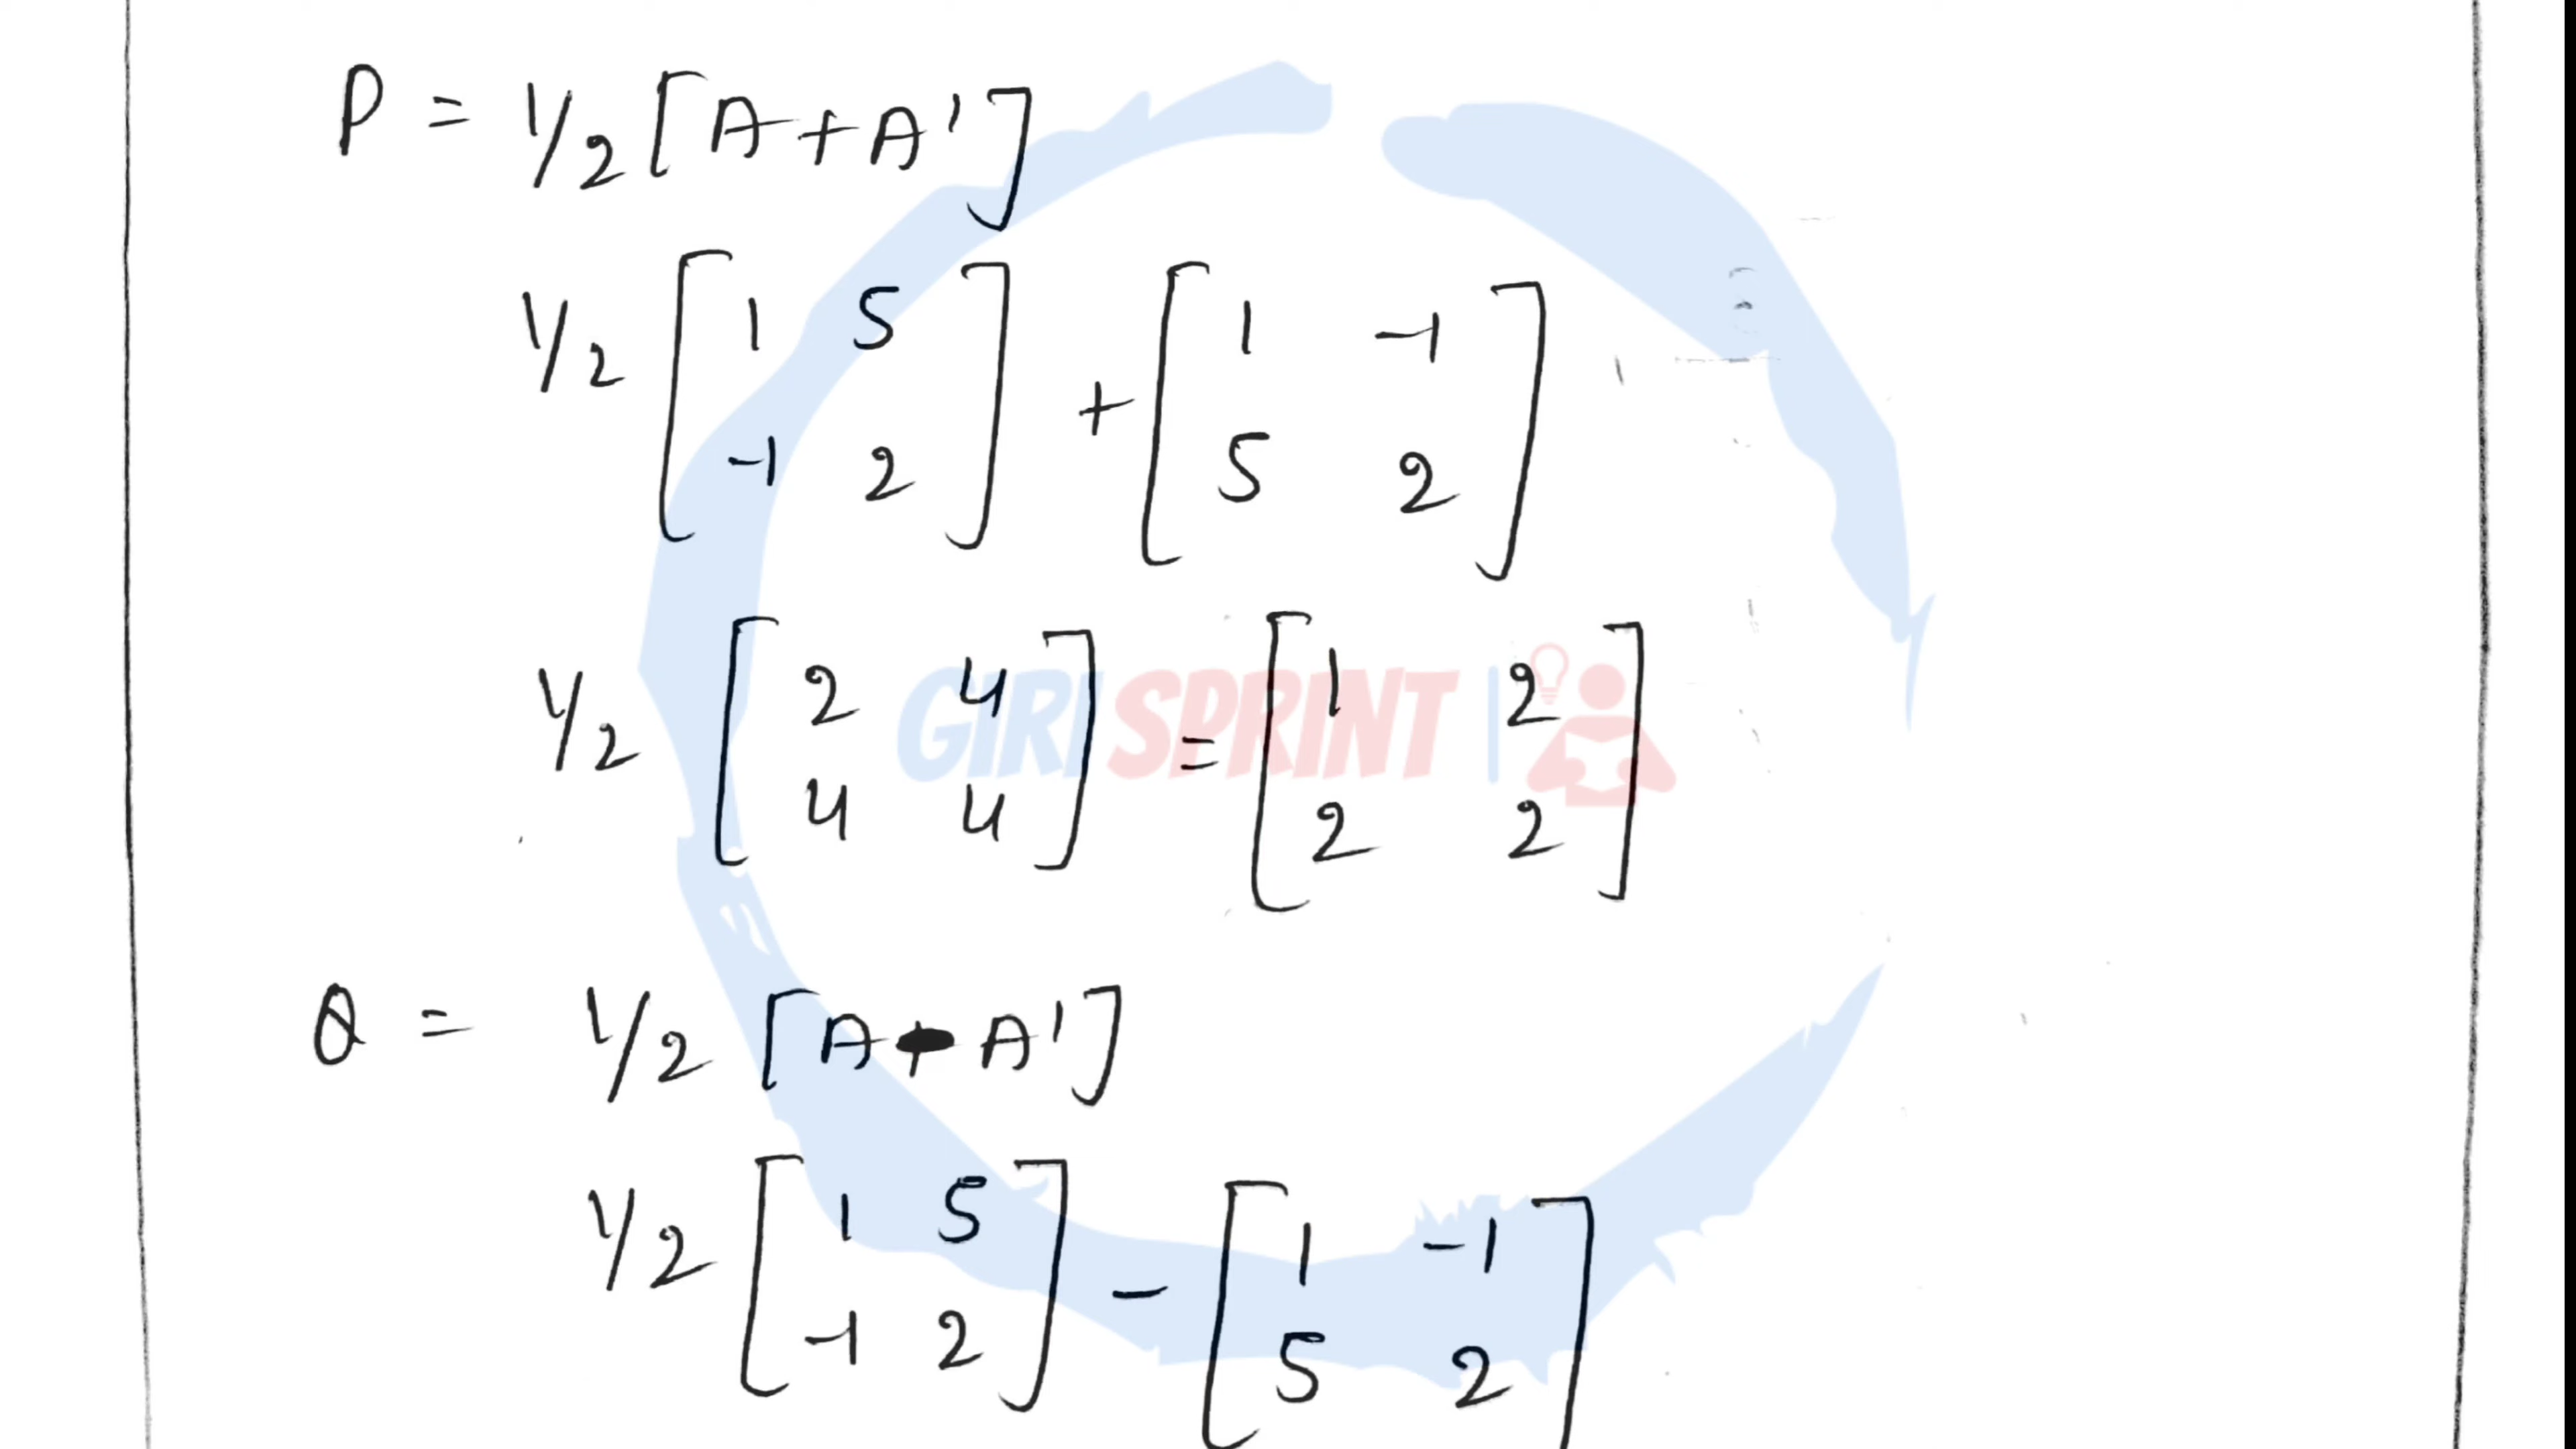 P = 1/2 [A+A']
1/2 [1 5
-1 2] + [1 -1
5 2]
1/2 [2 4
4 4] = [1 2
2 2]
GIRI SPRINT
Q = 1/2 [A-A']
1/2 [1 5
-1 2] - [1 -1
5 2]